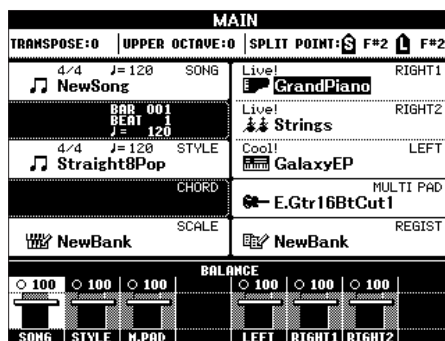 MAIN
TRANSPOSE:0 UPPER OCTAVE:0 SPLIT POINT: S F#2 L F#2
4/4 ♩=120 SONG
NewSong
BAR 001
BEAT 1
♩= 120
4/4 ♩=120 STYLE
Straight8Pop
CHORD
SCALE
NewBank
Live! RIGHT1
GrandPiano
Live! RIGHT2
Strings
Cool! LEFT
GalaxyEP
MULTI PAD
E.Gtr16BtCut1
REGIST
NewBank
BALANCE
100 100 100 100 100 100
SONG STYLE M.PAD LEFT RIGHT1 RIGHT2